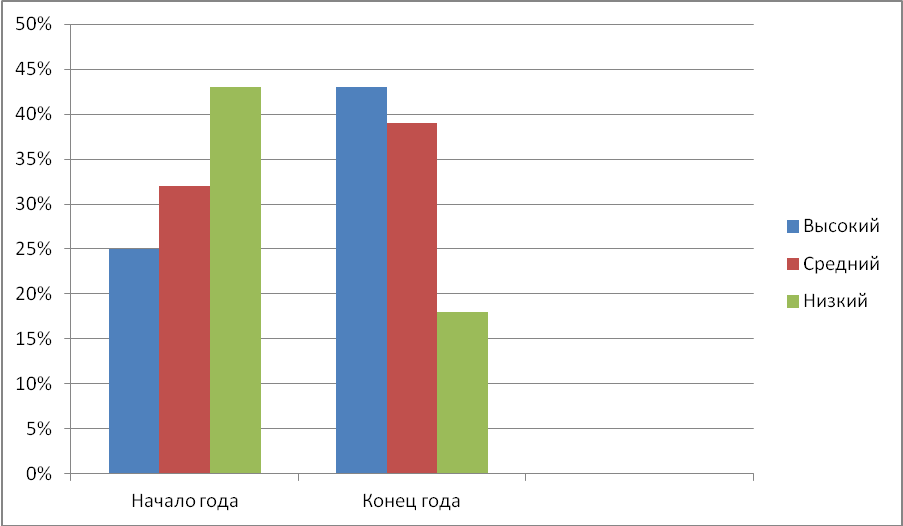 50%
45%
40%
35%
30%
25%
20%
15%
10%
5%
0%
Начало года
Конец года
Высокий
Средний
Низкий